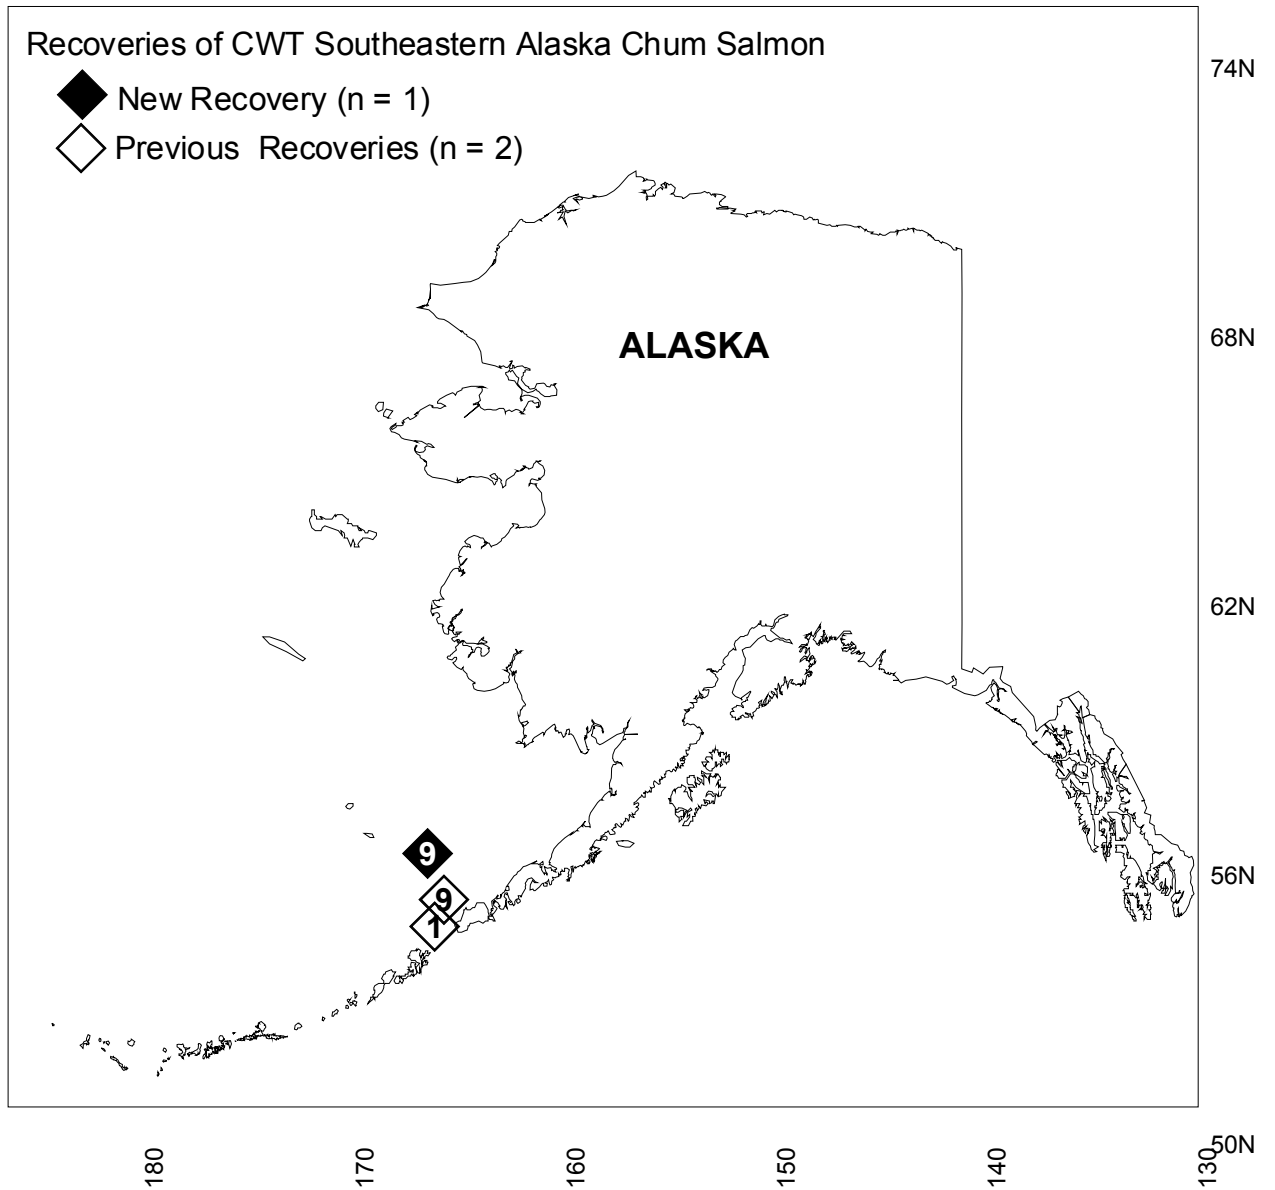 Recoveries of CWT Southeastern Alaska Chum Salmon
New Recovery (n = 1)
Previous Recoveries (n = 2)
74N
68N
ALASKA
62N
56N
9
9
1
50N
180
170
160
150
140
130